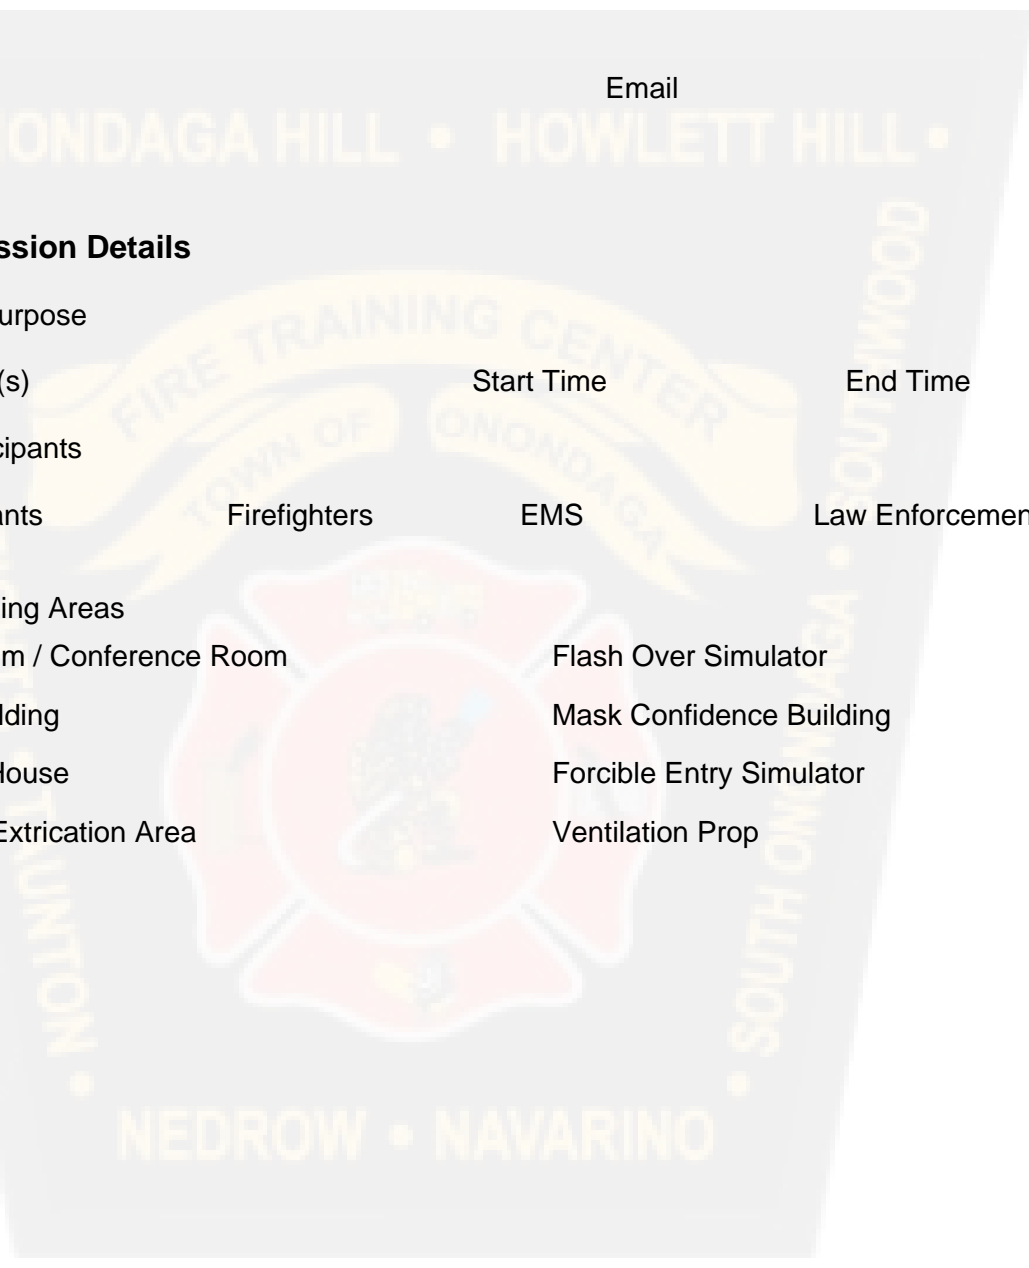 Email
ONDAGA HILL • HOWLETT HILL •
ssion Details
urpose
FIRE TRAINING CENTER
(s) Start Time End Time
TOWN OF ONONDAGA
cipants
ants Firefighters EMS Law Enforcemen
ing Areas
m / Conference Room Flash Over Simulator
lding Mask Confidence Building
House Forcible Entry Simulator
Extrication Area Ventilation Prop
SOUTH ONONDAGA • SOUTHWOOD
TAUNTON •
NEDROW • NAVARINO •